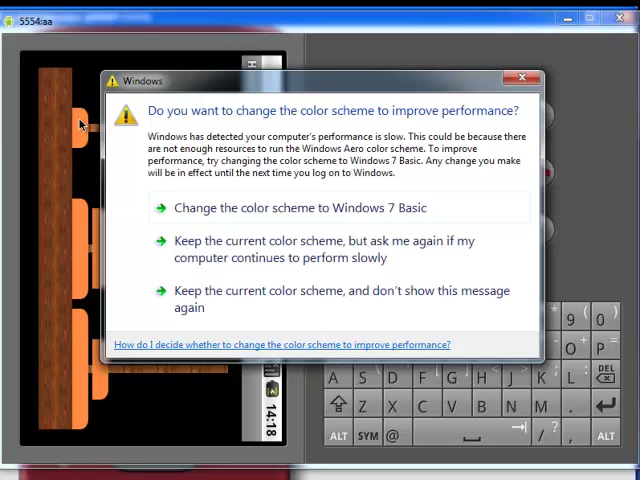 5554:aa
Windows
Do you want to change the color scheme to improve performance?
Windows has detected your computer's performance is slow. This could be because there
are not enough resources to run the Windows Aero color scheme. To improve
performance, try changing the color scheme to Windows 7 Basic. Any change you make
will be in effect until the next time you log on to Windows.
Change the color scheme to Windows 7 Basic
Keep the current color scheme, but ask me again if my
computer continues to perform slowly
Keep the current color scheme, and don't show this message
again
How do I decide whether to change the color scheme to improve performance?
14:18
9 ( 0 )
O + P =
A S D F G H J K L DEL
Z X C V B N M .
ALT SYM @ / ? , ALT